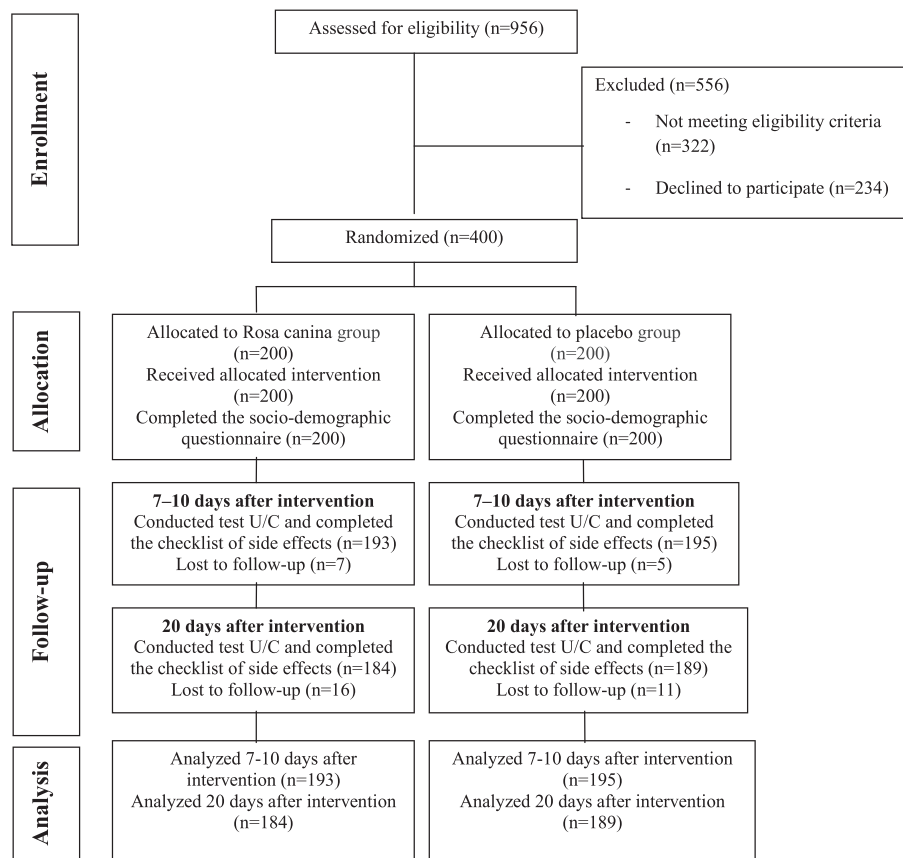 Enrollment
Assessed for eligibility (n=956)
Excluded (n=556)
- Not meeting eligibility criteria
(n=322)
- Declined to participate (n=234)
Randomized (n=400)
Allocation
Allocated to Rosa canina group
(n=200)
Received allocated intervention
(n=200)
Completed the socio-demographic
questionnaire (n=200)
Allocated to placebo group
(n=200)
Received allocated intervention
(n=200)
Completed the socio-demographic
questionnaire (n=200)
Follow-up
7–10 days after intervention
Conducted test U/C and completed
the checklist of side effects (n=193)
Lost to follow-up (n=7)
7–10 days after intervention
Conducted test U/C and completed
the checklist of side effects (n=195)
Lost to follow-up (n=5)
20 days after intervention
Conducted test U/C and completed
the checklist of side effects (n=184)
Lost to follow-up (n=16)
20 days after intervention
Conducted test U/C and completed the
checklist of side effects (n=189)
Lost to follow-up (n=11)
Analysis
Analyzed 7-10 days after
intervention (n=193)
Analyzed 20 days after intervention
(n=184)
Analyzed 7-10 days after intervention
(n=195)
Analyzed 20 days after intervention
(n=189)